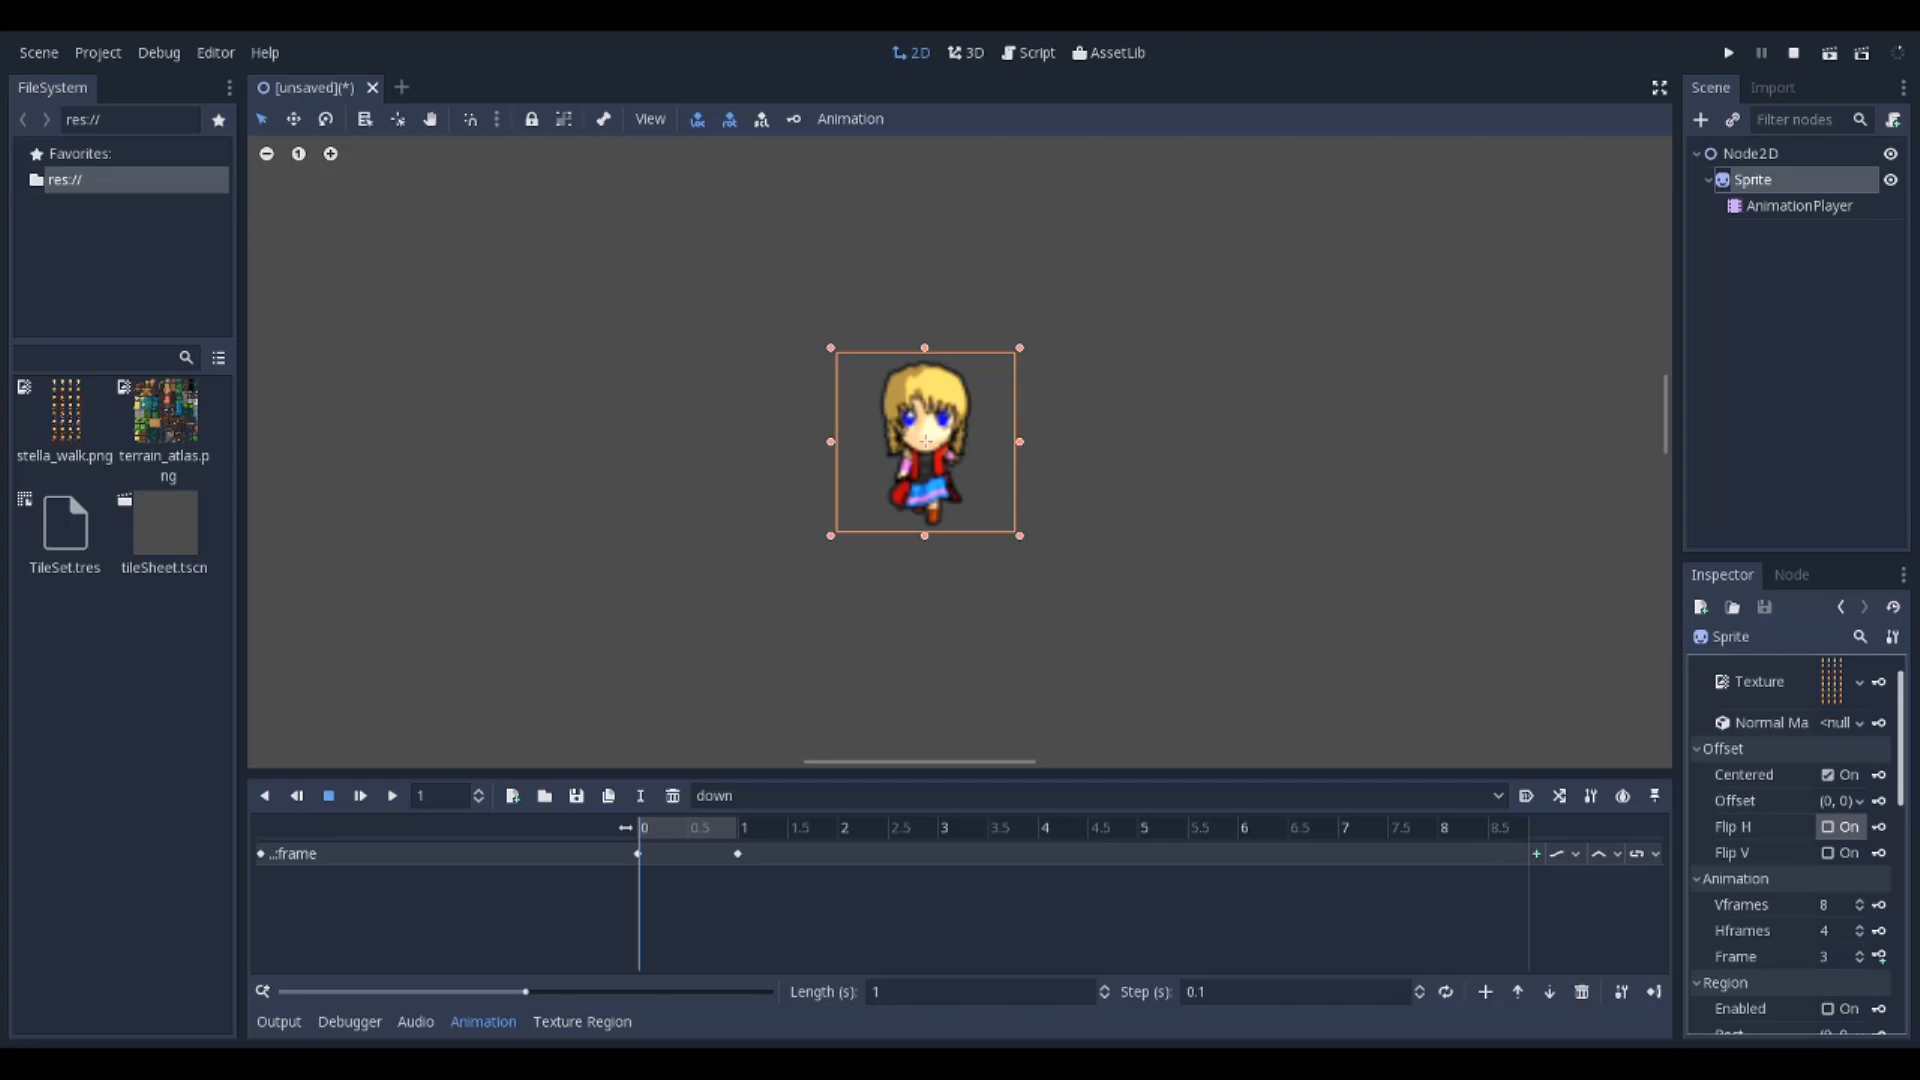 Scene Project Debug Editor Help 2D 3D Script AssetLib
FileSystem [unsaved](*) Scene Import
res:// View Animation Filter nodes
Favorites: Node2D
res:// Sprite
AnimationPlayer
stella_walk.png terrain_atlas.p
ng
TileSet.tres tileSheet.tscn
Inspector Node
Sprite
Texture
Normal Ma <null
Offset
Centered On
Offset (0, 0)
Flip H On
Flip V On
Animation
Vframes 8
Hframes 4
Frame 3
Region
Enabled On
1 down
0 0.5 1 1.5 2 2.5 3 3.5 4 4.5 5 5.5 6 6.5 7 7.5 8 8.5
..:frame
Length (s): 1 Step (s): 0.1
Output Debugger Audio Animation Texture Region